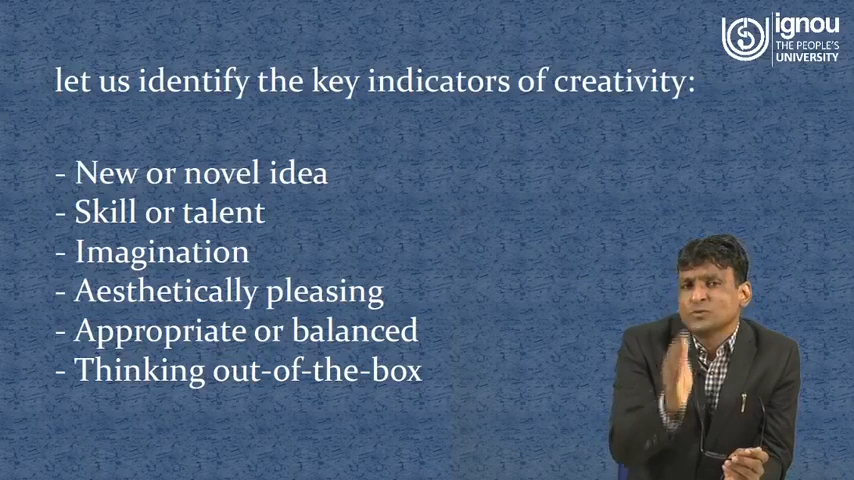 ignou
THE PEOPLE'S
UNIVERSITY
let us identify the key indicators of creativity:
- New or novel idea
- Skill or talent
- Imagination
- Aesthetically pleasing
- Appropriate or balanced
- Thinking out-of-the-box